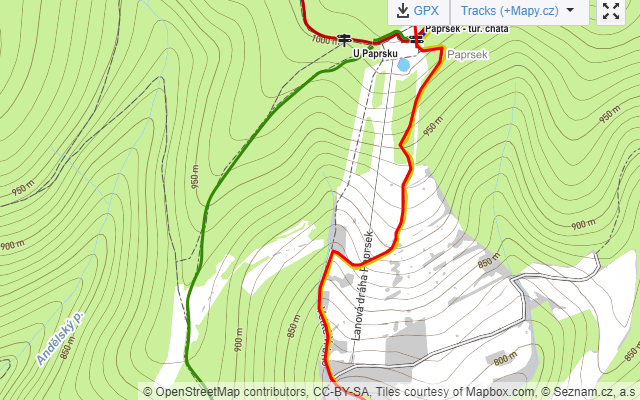 GPX
Tracks (+Mapy.cz)
Paprsek - tur. chata
1000 m
U Paprsku
Paprsek
950 m
950 m
950 m
950 m
900 m
900 m
850 m
Lanová dráha Paprsek
Andělský p.
850 m
850 m
900 m
800 m
© OpenStreetMap contributors, CC-BY-SA, Tiles courtesy of Mapbox.com, © Seznam.cz, a.s